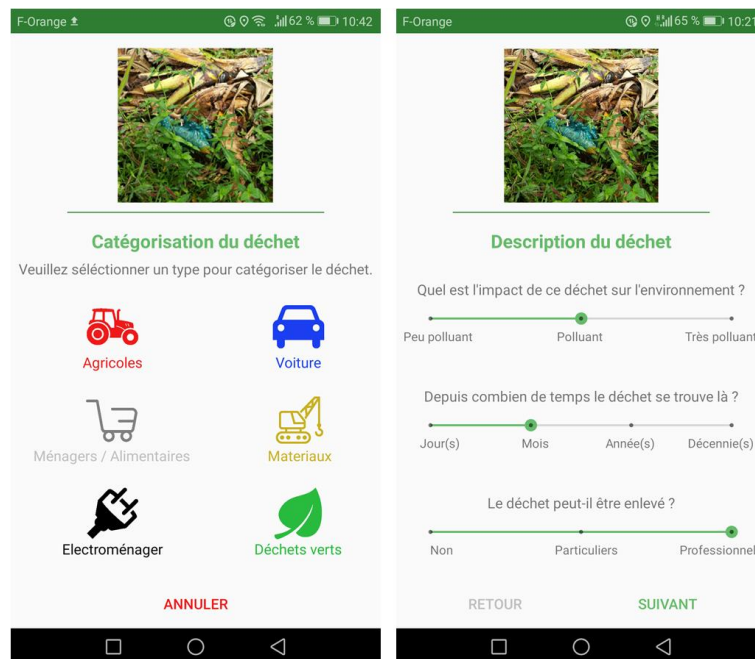 F-Orange 62 % 10:42
Catégorisation du déchet
Veuillez séléctionner un type pour catégoriser le déchet.
Agricoles Voiture
Ménagers / Alimentaires Materiaux
Electroménager Déchets verts
ANNULER
F-Orange 65 % 10:21
Description du déchet
Quel est l'impact de ce déchet sur l'environnement ?
Peu polluant Polluant Très polluant
Depuis combien de temps le déchet se trouve là ?
Jour(s) Mois Année(s) Décennie(s)
Le déchet peut-il être enlevé ?
Non Particuliers Professionnel
RETOUR SUIVANT